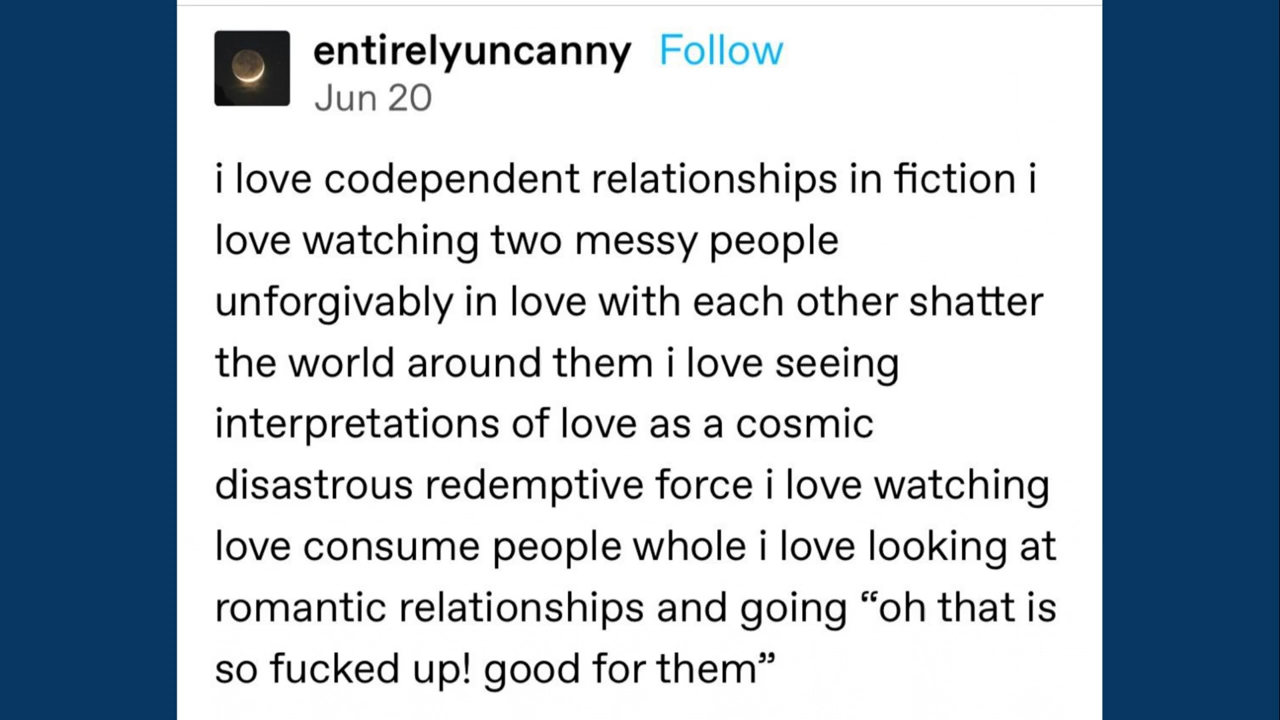 entirelyuncanny Follow
Jun 20
i love codependent relationships in fiction i
love watching two messy people
unforgivably in love with each other shatter
the world around them i love seeing
interpretations of love as a cosmic
disastrous redemptive force i love watching
love consume people whole i love looking at
romantic relationships and going “oh that is
so fucked up! good for them”